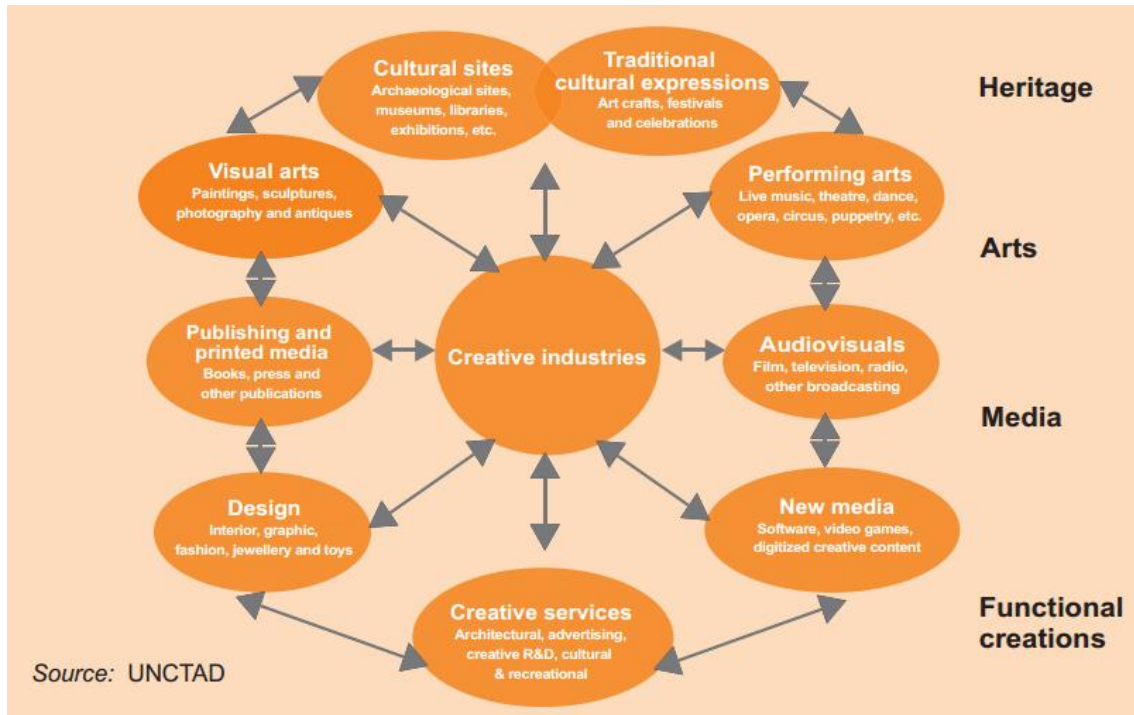 Cultural sites
Archaeological sites,
museums, libraries,
exhibitions, etc.
Traditional
cultural expressions
Art crafts, festivals
and celebrations
Heritage
Visual arts
Paintings, sculptures,
photography and antiques
Performing arts
Live music, theatre, dance,
opera, circus, puppetry, etc.
Arts
Publishing and
printed media
Books, press and
other publications
Creative industries
Audiovisuals
Film, television, radio,
other broadcasting
Media
Design
Interior, graphic,
fashion, jewellery and toys
New media
Software, video games,
digitized creative content
Creative services
Architectural, advertising,
creative R&D, cultural
& recreational
Functional
creations
Source: UNCTAD